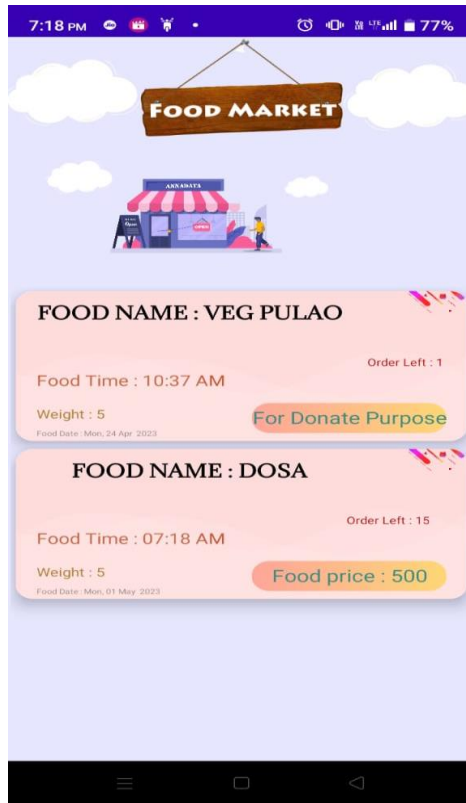 7:18 PM
77%
FOOD MARKET
ANNADATA
Open
OPEN
FOOD NAME : VEG PULAO
Order Left : 1
Food Time : 10:37 AM
Weight : 5
For Donate Purpose
Food Date : Mon, 24 Apr 2023
FOOD NAME : DOSA
Order Left : 15
Food Time : 07:18 AM
Weight : 5
Food price : 500
Food Date : Mon, 01 May 2023